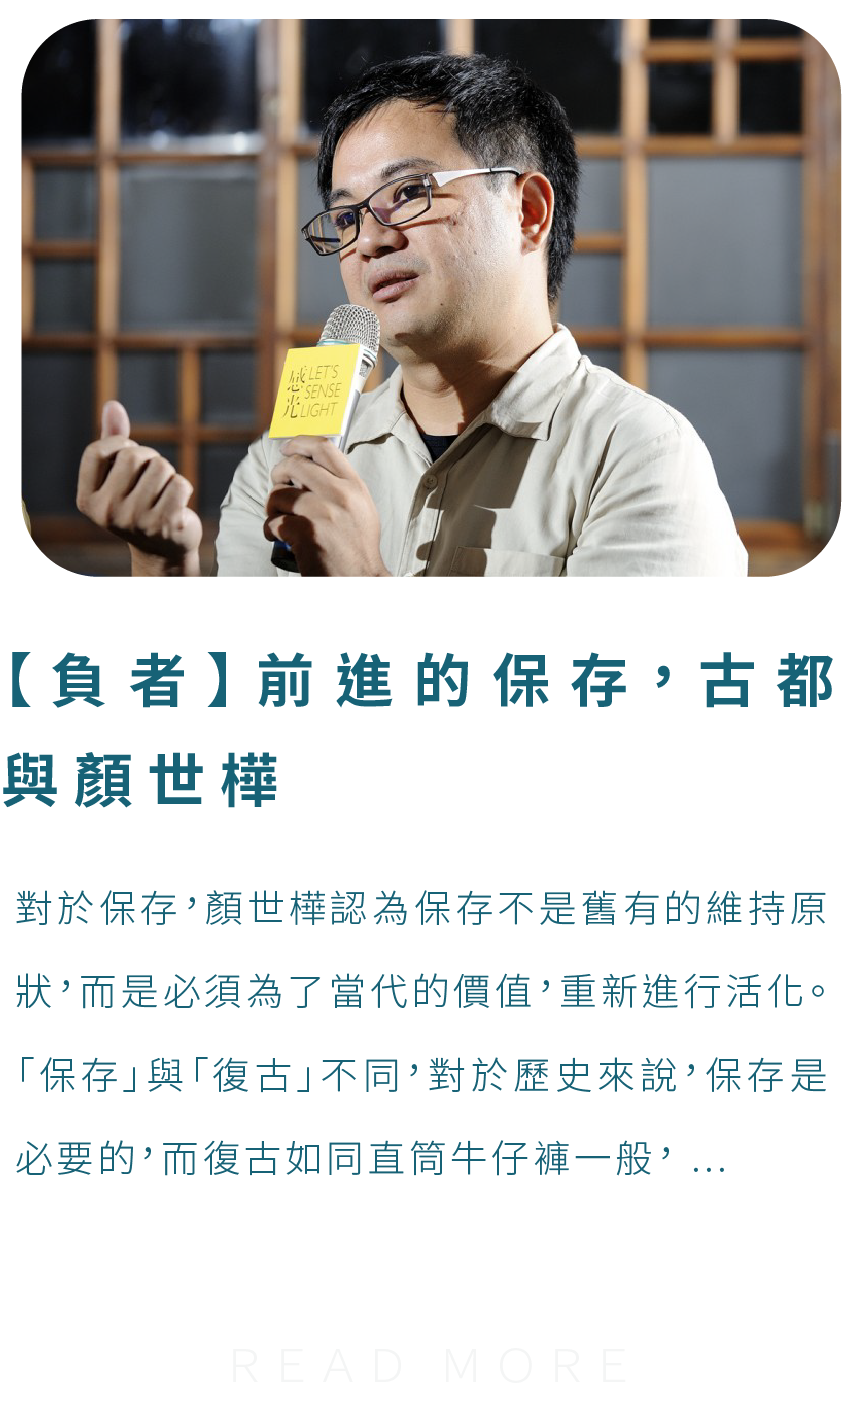 感 LET'S
SENSE
光 LIGHT
【負者】前進的保存，古都
與顏世樺
對於保存，顏世樺認為保存不是舊有的維持原
狀，而是必須為了當代的價值，重新進行活化。
「保存」與「復古」不同，對於歷史來說，保存是
必要的，而復古如同直筒牛仔褲一般， ...
READ MORE